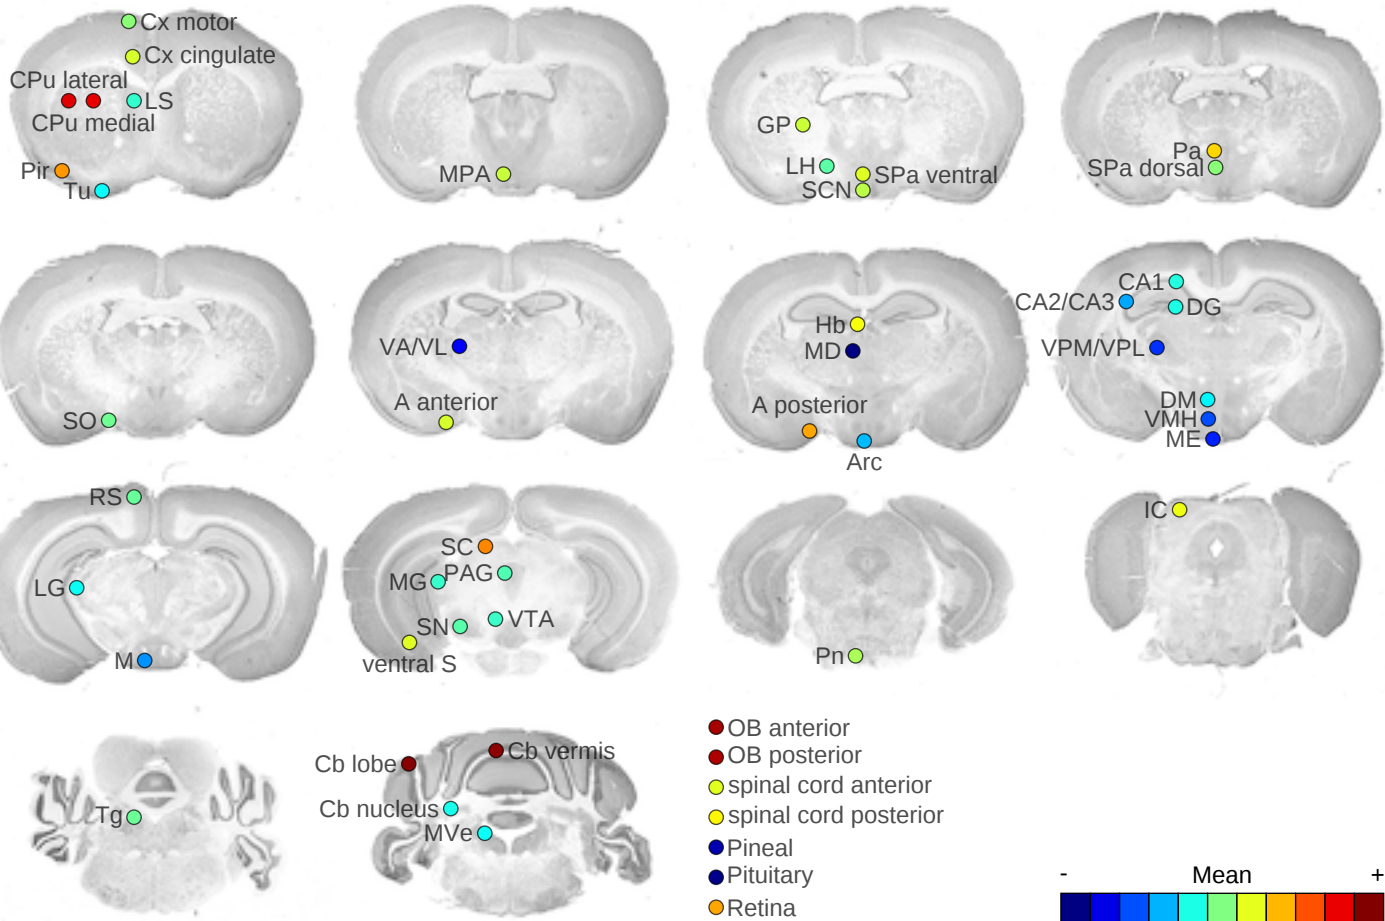 Cx motor
Cx cingulate
CPu lateral
LS
CPu medial
Pir
Tu
MPA
GP
LH
SPa ventral
SCN
Pa
SPa dorsal
SO
VA/VL
A anterior
Hb
MD
A posterior
Arc
CA1
CA2/CA3
DG
VPM/VPL
DM
VMH
ME
RS
LG
M
SC
PAG
MG
VTA
SN
ventral S
Pn
IC
Tg
Cb vermis
Cb lobe
Cb nucleus
MVe
OB anterior
OB posterior
spinal cord anterior
spinal cord posterior
Pineal
Pituitary
Retina
- Mean +